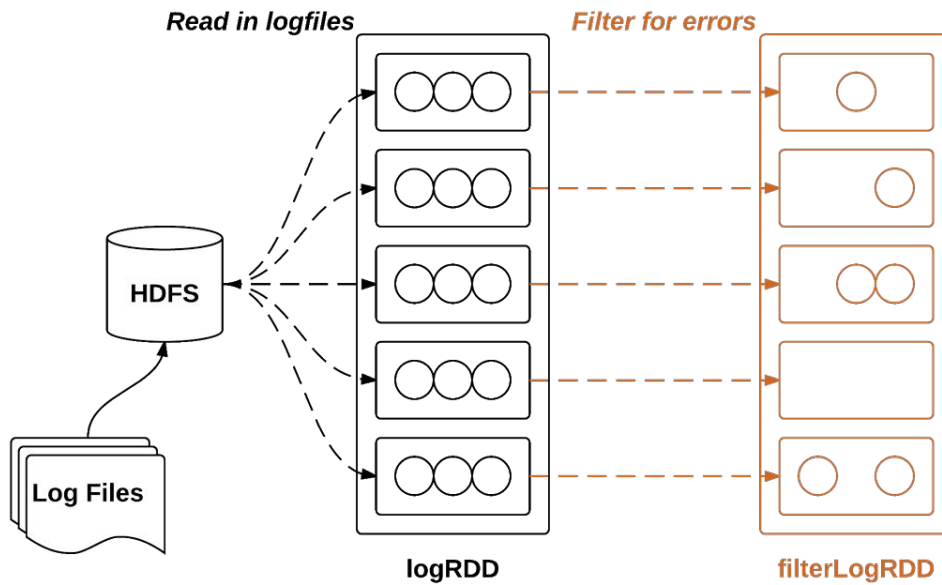 Read in logfiles
Filter for errors
HDFS
Log Files
logRDD
filterLogRDD